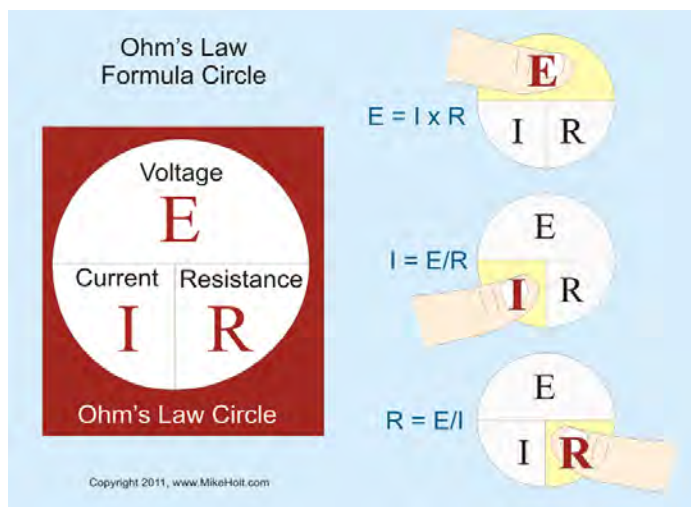 Ohm's Law
Formula Circle
Voltage
E
Current Resistance
I R
Ohm's Law Circle
Copyright 2011, www.MikeHolt.com
E
E = I x R
I R
E
I = E/R
I R
E
R = E/I
I R